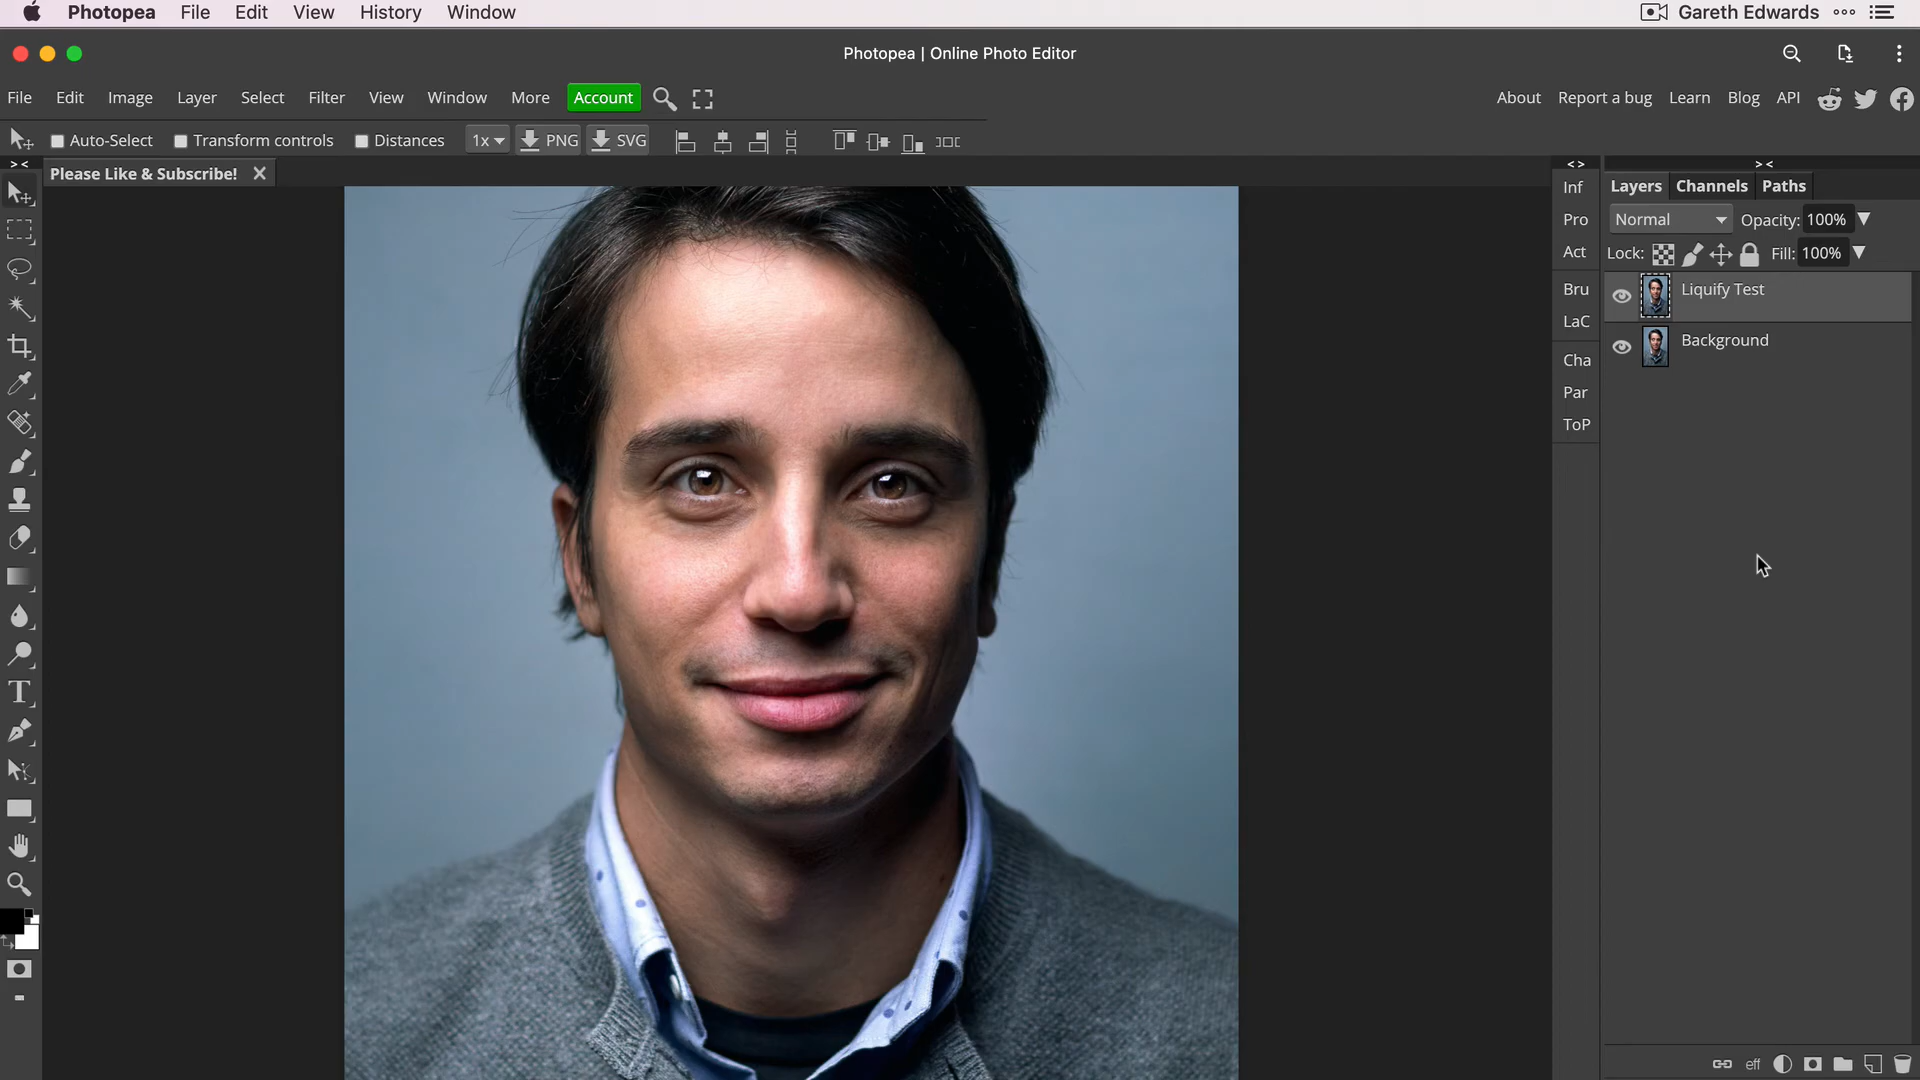 Photopea File Edit View History Window Gareth Edwards
Photopea | Online Photo Editor
File Edit Image Layer Select Filter View Window More Account About Report a bug Learn Blog API
Auto-Select Transform controls Distances 1x PNG SVG
Please Like & Subscribe!
Layers Channels Paths
Normal Opacity: 100%
Lock: Fill: 100%
Liquify Test
Background
Inf
Pro
Act
Bru
LaC
Cha
Par
ToP
T
eff